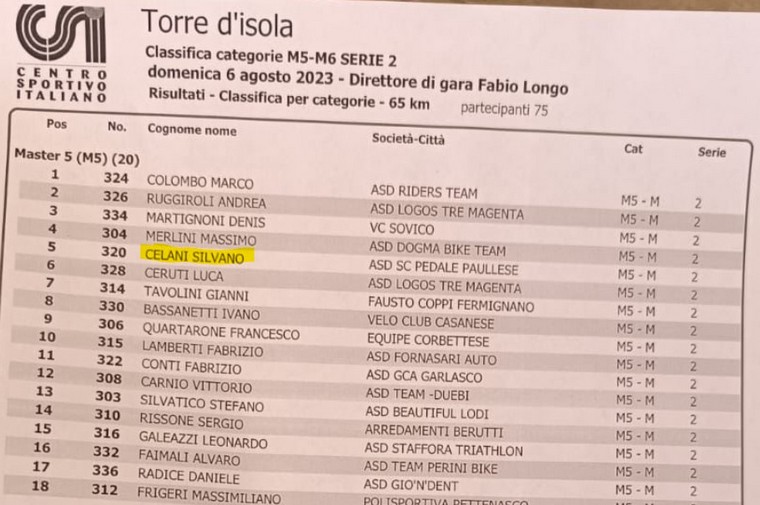 CENTRO
SPORTIVO
ITALIANO
Torre d'isola
Classifica categorie M5-M6 SERIE 2
domenica 6 agosto 2023 - Direttore di gara Fabio Longo
Risultati - Classifica per categorie - 65 km partecipanti 75
Pos No. Cognome nome Società-Città Cat Serie
Master 5 (M5) (20)
1 324 COLOMBO MARCO ASD RIDERS TEAM M5 - M 2
2 326 RUGGIROLI ANDREA ASD LOGOS TRE MAGENTA M5 - M 2
3 334 MARTIGNONI DENIS VC SOVICO M5 - M 2
4 304 MERLINI MASSIMO ASD DOGMA BIKE TEAM M5 - M 2
5 320 CELANI SILVANO ASD SC PEDALE PAULLESE M5 - M 2
6 328 CERUTI LUCA ASD LOGOS TRE MAGENTA M5 - M 2
7 314 TAVOLINI GIANNI FAUSTO COPPI FERMIGNANO M5 - M 2
8 330 BASSANETTI IVANO VELO CLUB CASANESE M5 - M 2
9 306 QUARTARONE FRANCESCO EQUIPE CORBETTESE M5 - M 2
10 315 LAMBERTI FABRIZIO ASD FORNASARI AUTO M5 - M 2
11 322 CONTI FABRIZIO ASD GCA GARLASCO M5 - M 2
12 308 CARNIO VITTORIO ASD TEAM -DUEBI M5 - M 2
13 303 SILVATICO STEFANO ASD BEAUTIFUL LODI M5 - M 2
14 310 RISSONE SERGIO ARREDAMENTI BERUTTI M5 - M 2
15 316 GALEAZZI LEONARDO ASD STAFFORA TRIATHLON M5 - M 2
16 332 FAIMALI ALVARO ASD TEAM PERINI BIKE M5 - M 2
17 336 RADICE DANIELE ASD GIO'N'DENT M5 - M 2
18 312 FRIGERI MASSIMILIANO POLISPORTIVA